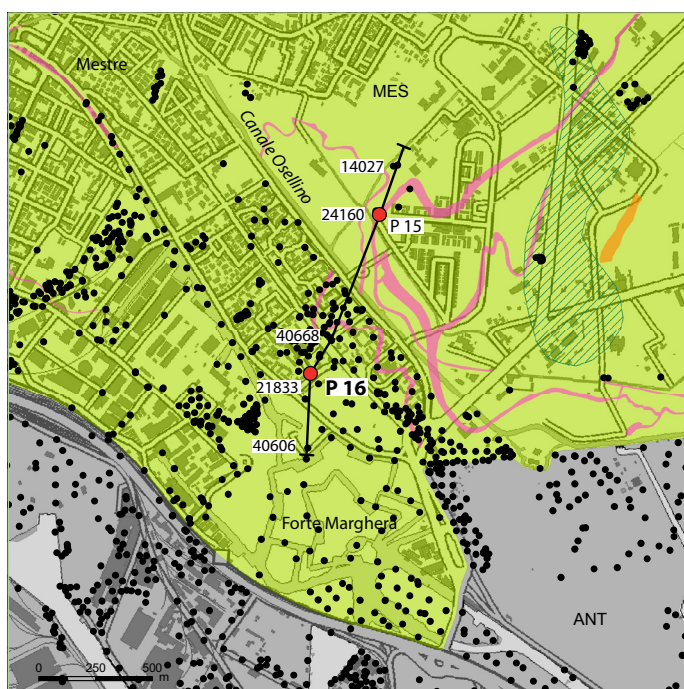 Mestre
MES
Canale Osellino
14027
24160
P 15
40668
21833
P 16
40606
Forte Marghera
ANT
0 250 500
m